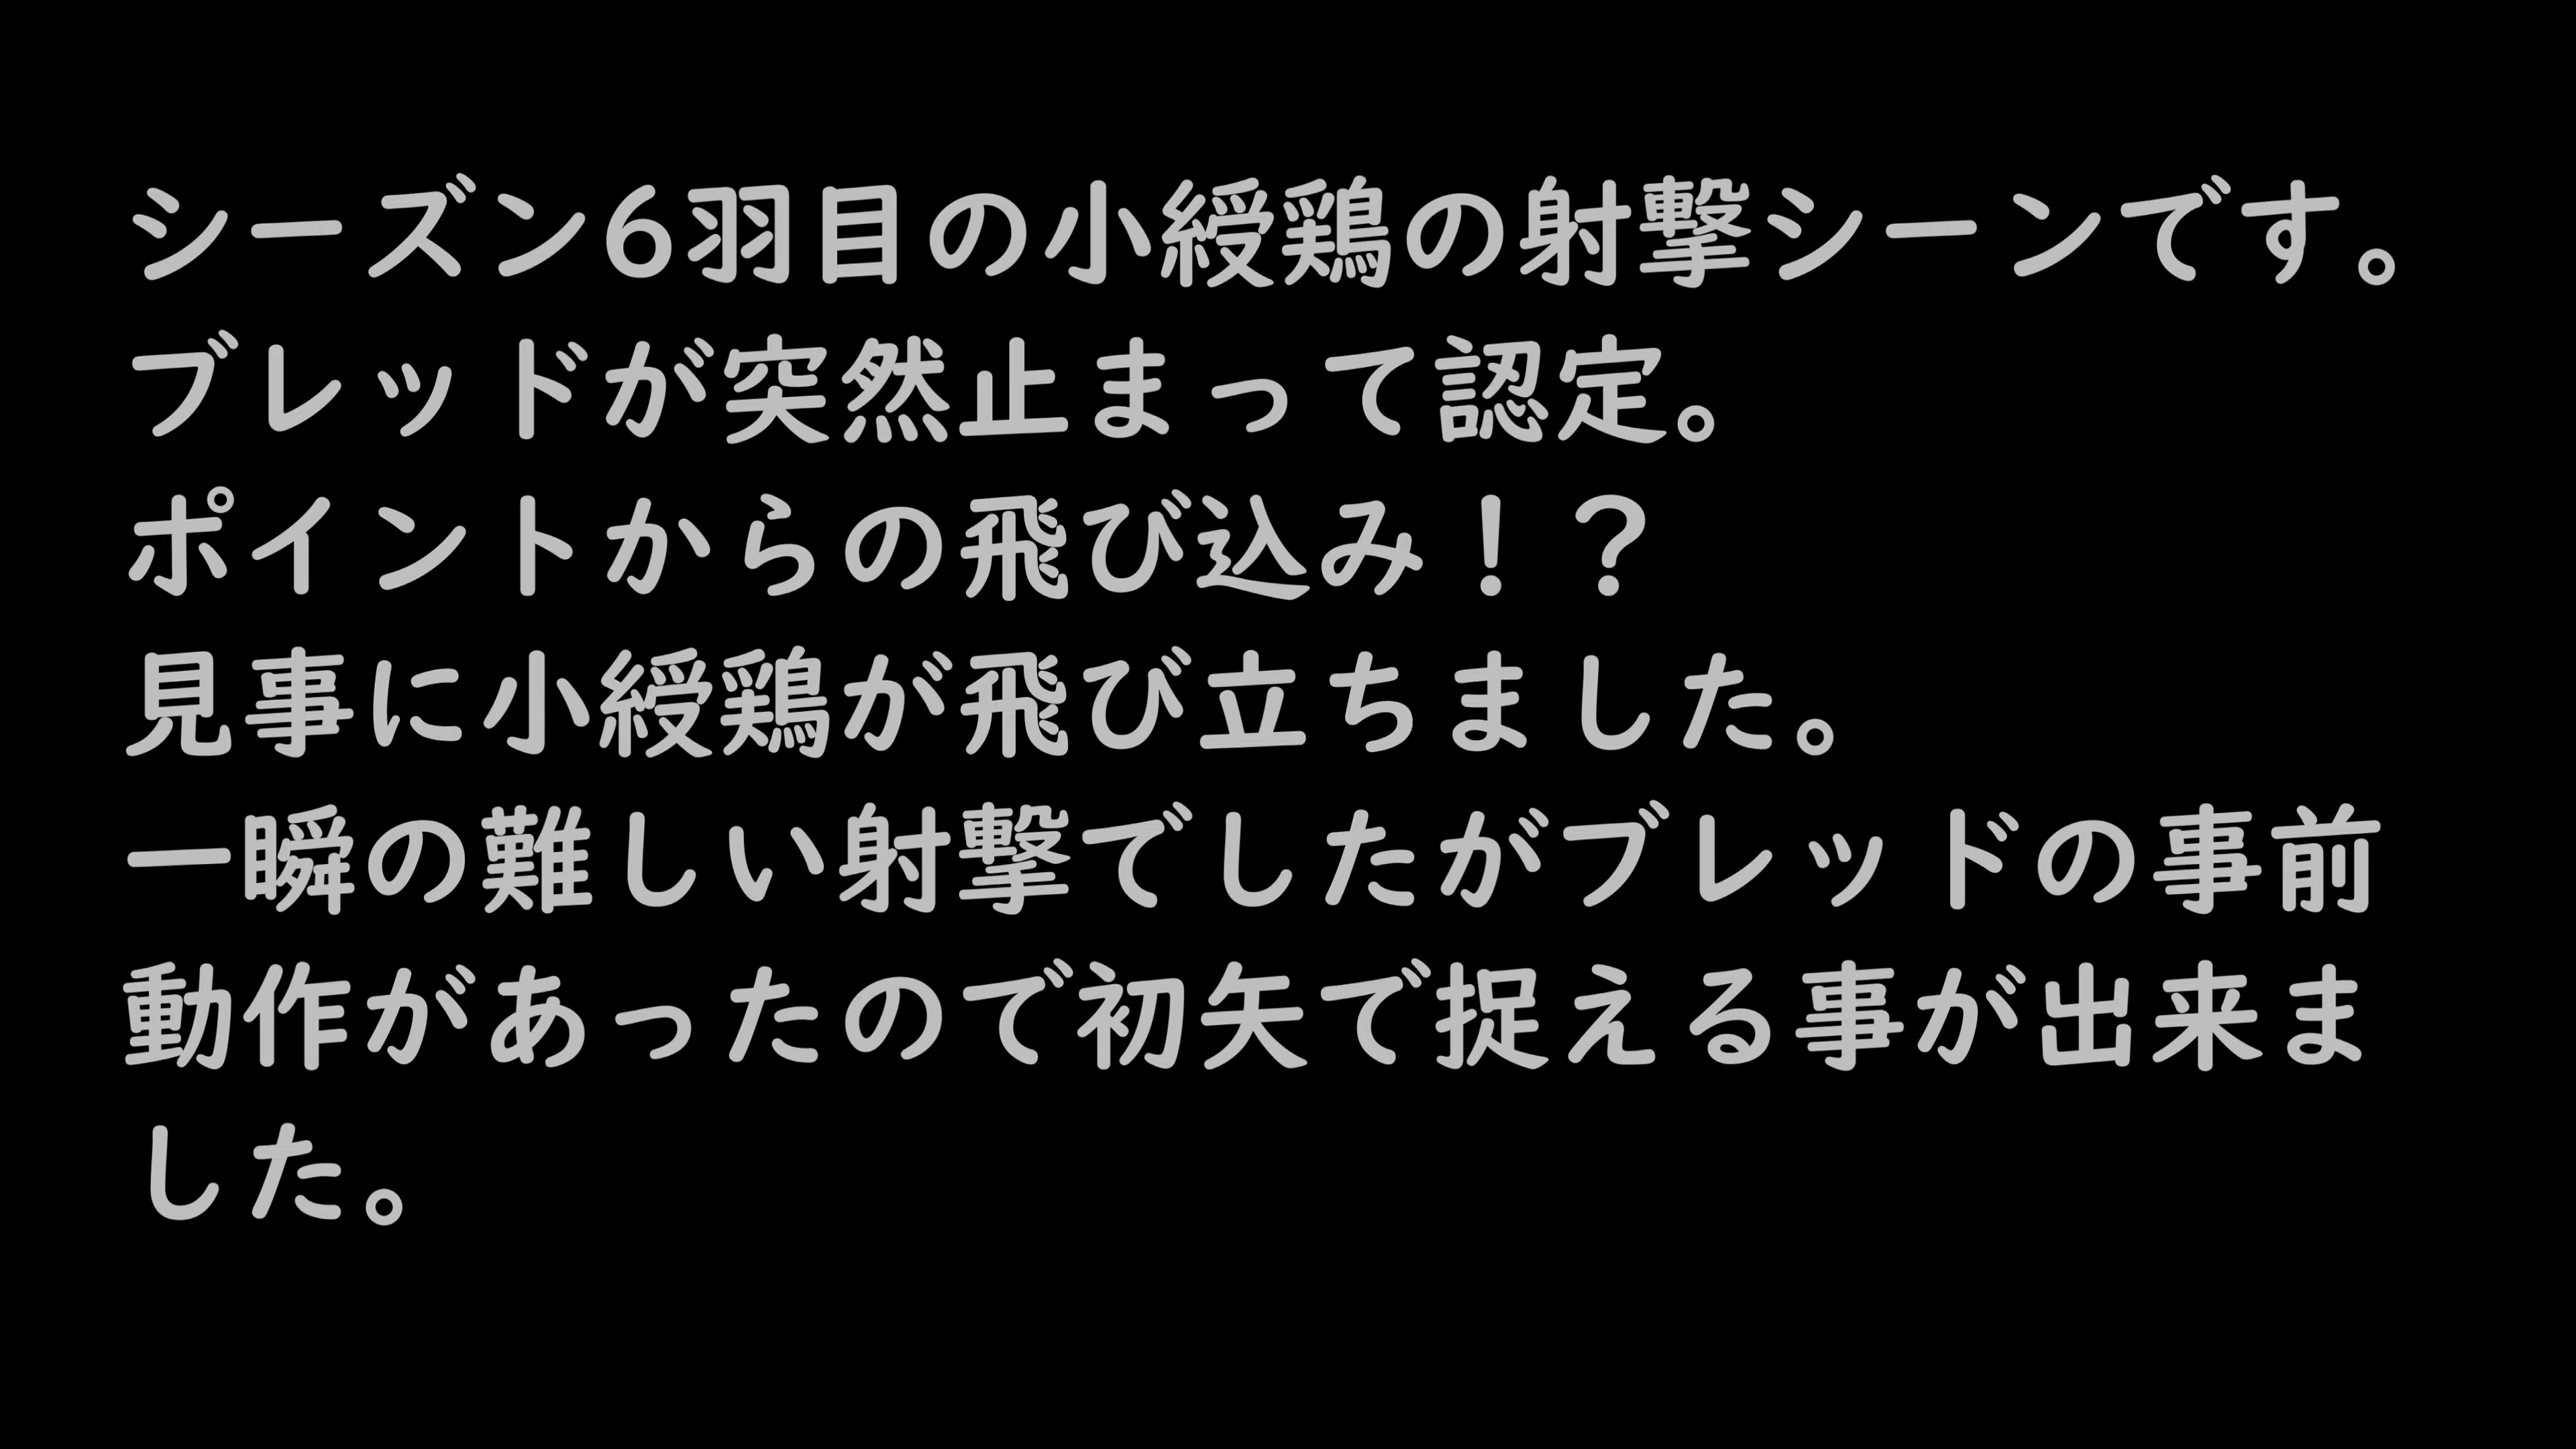 シーズン6羽目の小綬鶏の射撃シーンです。
ブレッドが突然止まって認定。
ポイントからの飛び込み！？
見事に小綬鶏が飛び立ちました。
一瞬の難しい射撃でしたがブレッドの事前
動作があったので初矢で捉える事が出来ま
した。